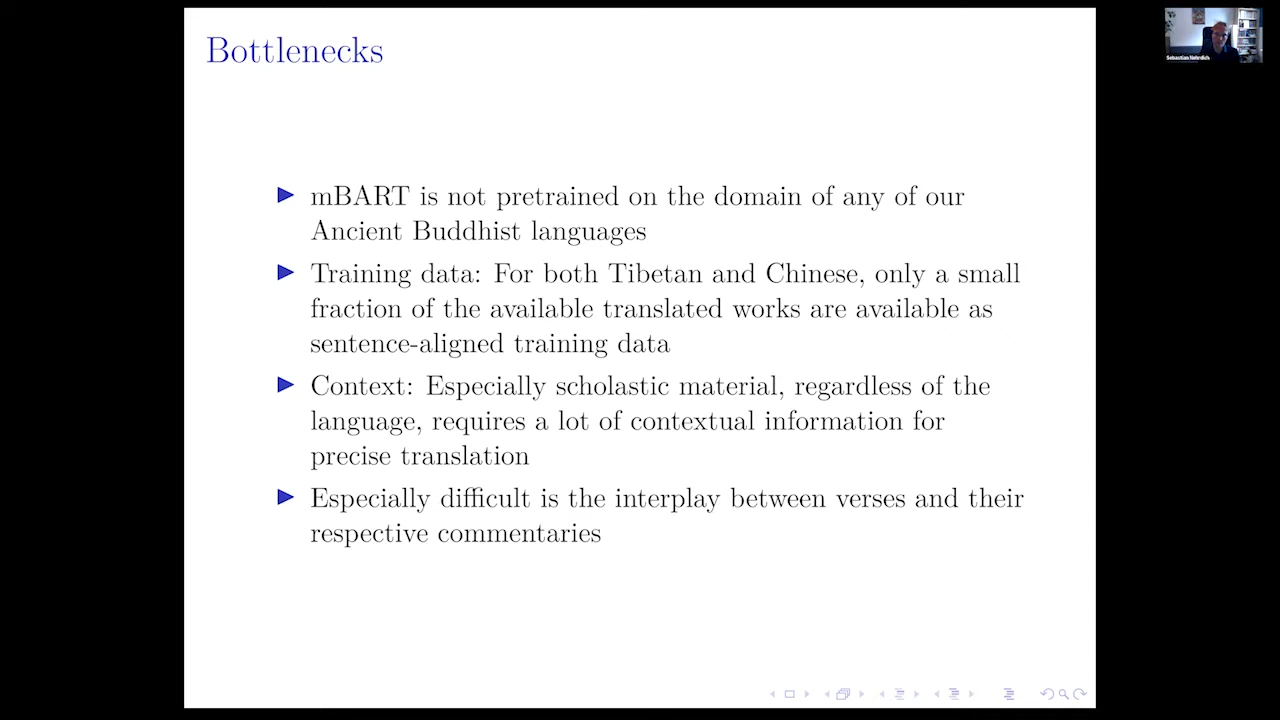 Bottlenecks
Sebastian Nehrdich
mBART is not pretrained on the domain of any of our
Ancient Buddhist languages
Training data: For both Tibetan and Chinese, only a small
fraction of the available translated works are available as
sentence-aligned training data
Context: Especially scholastic material, regardless of the
language, requires a lot of contextual information for
precise translation
Especially difficult is the interplay between verses and their
respective commentaries